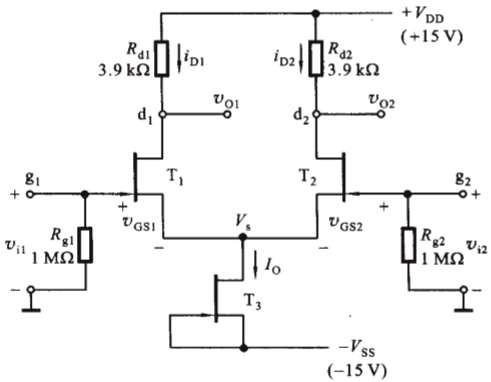 +V_DD
(+15 V)
R_d1
3.9 kΩ
i_D1
i_D2
R_d2
3.9 kΩ
d_1
v_O1
d_2
v_O2
g_1
+
T_1
T_2
g_2
+
+
v_GS1
−
V_s
v_GS2
−
+
v_i1
R_g1
1 MΩ
−
I_O
T_3
R_g2
1 MΩ
v_i2
−
−V_SS
(−15 V)